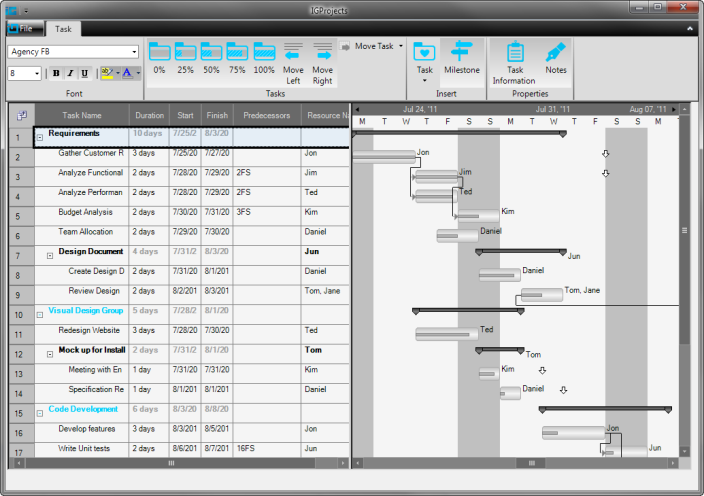 IGProjects
File Task
Agency FB
8 B I U ab A
Font
0% 25% 50% 75% 100% Move Left Move Right Move Task
Tasks
Task Milestone
Insert
Task Information Notes
Properties
Task Name Duration Start Finish Predecessors Resource Na
Jul 24, '11 Jul 31, '11 Aug 07, '11
M T W T F S S M T W T F S S M
1 Requirements 10 days 7/25/2 8/3/20
2 Gather Customer R 3 days 7/25/20 7/27/20 Jon Jon
3 Analyze Functional 2 days 7/28/20 7/29/20 2FS Jim Jim
4 Analyze Performan 2 days 7/28/20 7/29/20 2FS Ted Ted
5 Budget Analysis 2 days 7/30/20 7/31/20 3FS Kim Kim
6 Team Allocation 2 days 7/29/20 7/30/20 Daniel Daniel
7 Design Document 4 days 7/31/2 8/3/20 Jun Jun
8 Create Design D 2 days 7/31/20 8/1/201 Daniel Daniel
9 Review Design 2 days 8/2/201 8/3/201 Tom, Jane Tom, Jane
10 Visual Design Group 5 days 7/28/2 8/1/20
11 Redesign Website 3 days 7/28/20 7/30/20 Ted Ted
12 Mock up for Install 2 days 7/31/2 8/1/20 Tom Tom
13 Meeting with En 1 day 7/31/20 7/31/20 Kim Kim
14 Specification Re 1 day 8/1/201 8/1/201 Daniel Daniel
15 Code Development 6 days 8/3/20 8/8/20
16 Develop features 3 days 8/3/201 8/5/201 Jon Jon
17 Write Unit tests 2 days 8/6/201 8/7/201 16FS Jun Jun